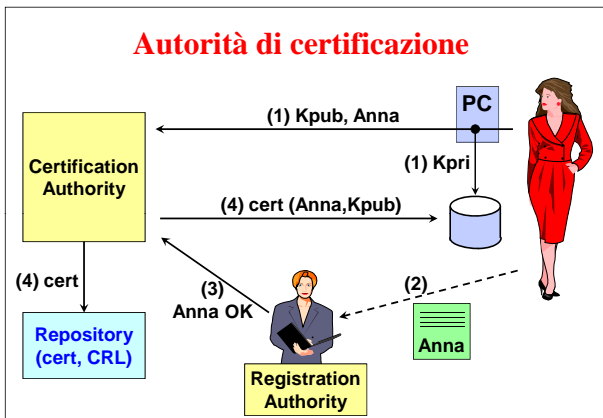 Autorità di certificazione
PC
(1) Kpub, Anna
Certification
Authority
(1) Kpri
(4) cert (Anna,Kpub)
(4) cert
(3)
Anna OK
(2)
Anna
Repository
(cert, CRL)
Registration
Authority